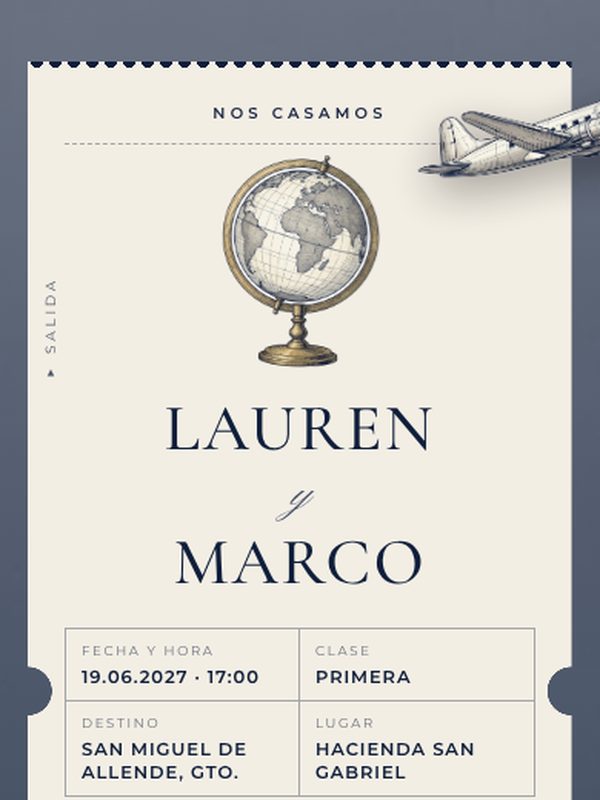 NOS CASAMOS
▸ SALIDA
LAUREN
y
MARCO
FECHA Y HORA
19.06.2027 · 17:00
CLASE
PRIMERA
DESTINO
SAN MIGUEL DE
ALLENDE, GTO.
LUGAR
HACIENDA SAN
GABRIEL